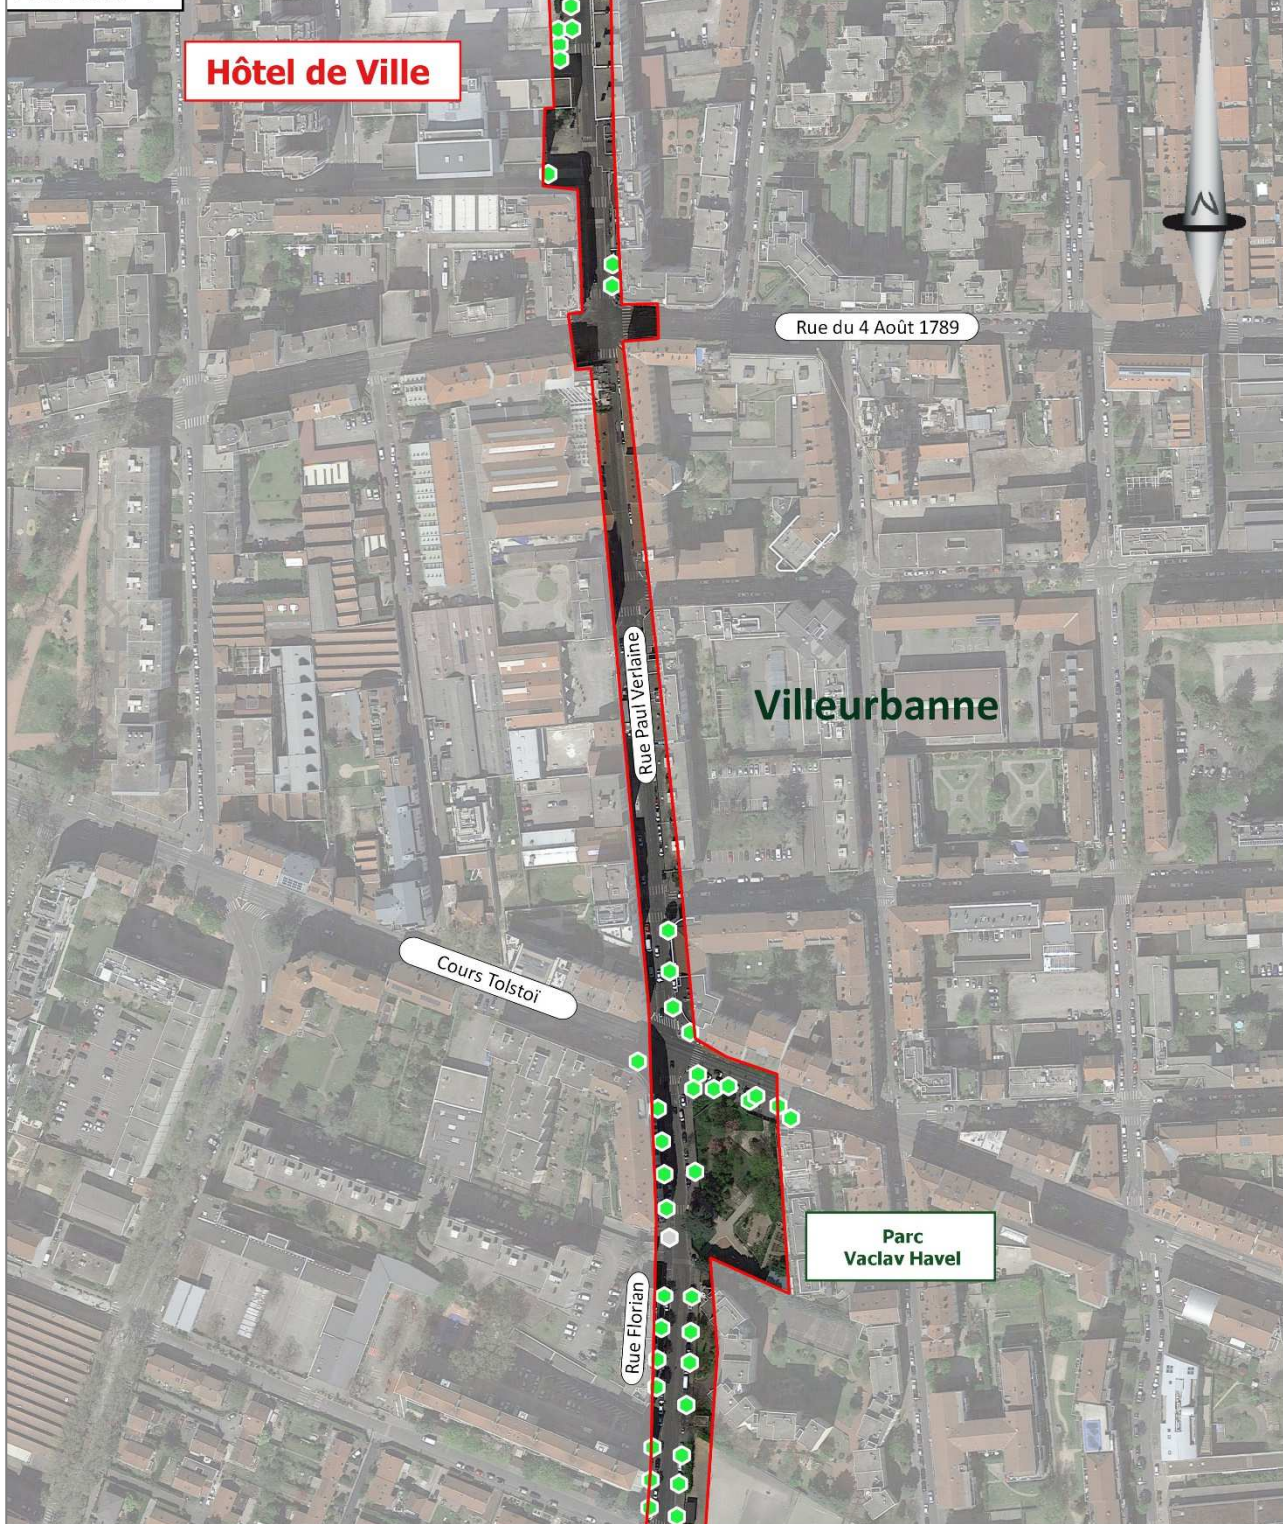 Hôtel de Ville
N
Rue du 4 Août 1789
Rue Paul Verlaine
Villeurbanne
Cours Tolstoï
Parc
Vaclav Havel
Rue Florian